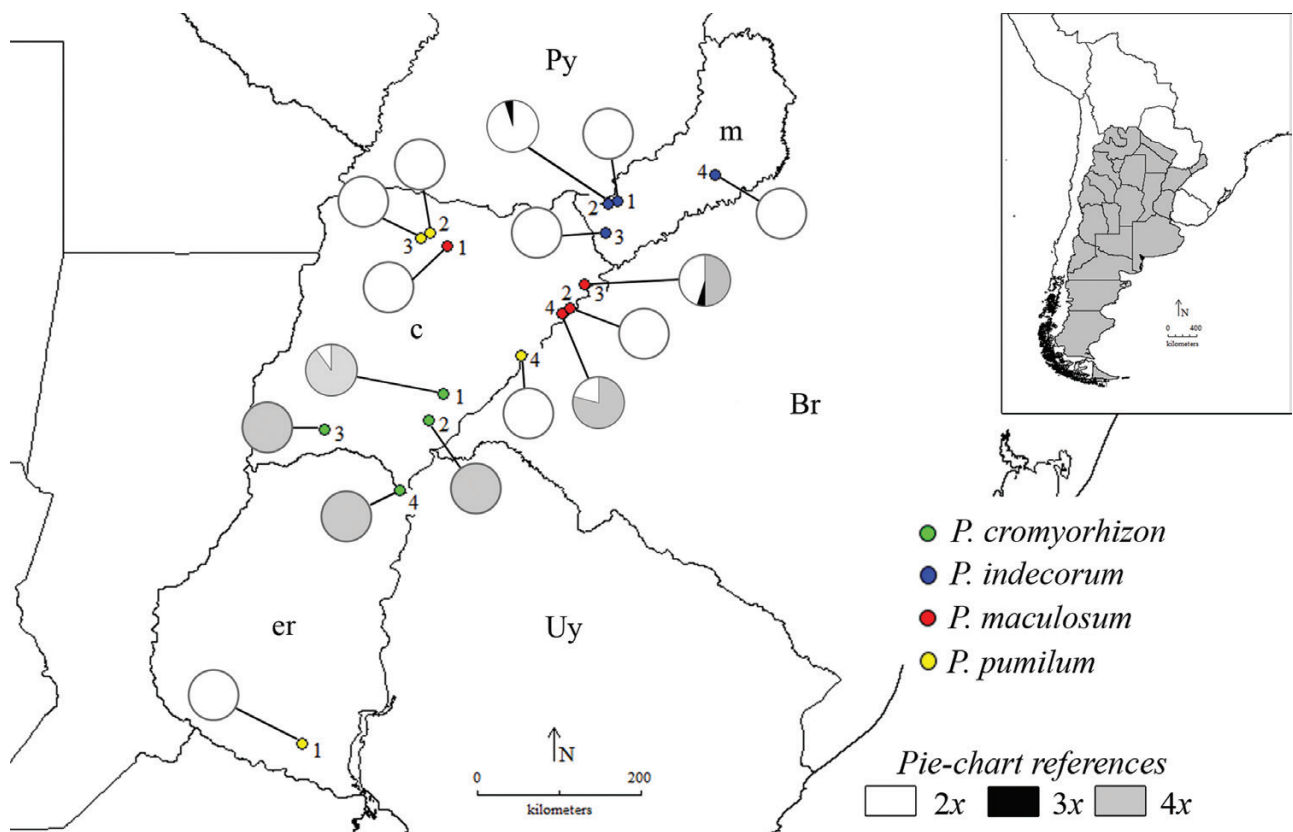 Py
m
4
2
1
3
2
3
1
2
3
4
c
4
1
2
3
4
Br
er
Uy
1
N
0 200
kilometers
N
0 400
kilometers
P. cromyorhizon
P. indecorum
P. maculosum
P. pumilum
Pie-chart references
2x 3x 4x